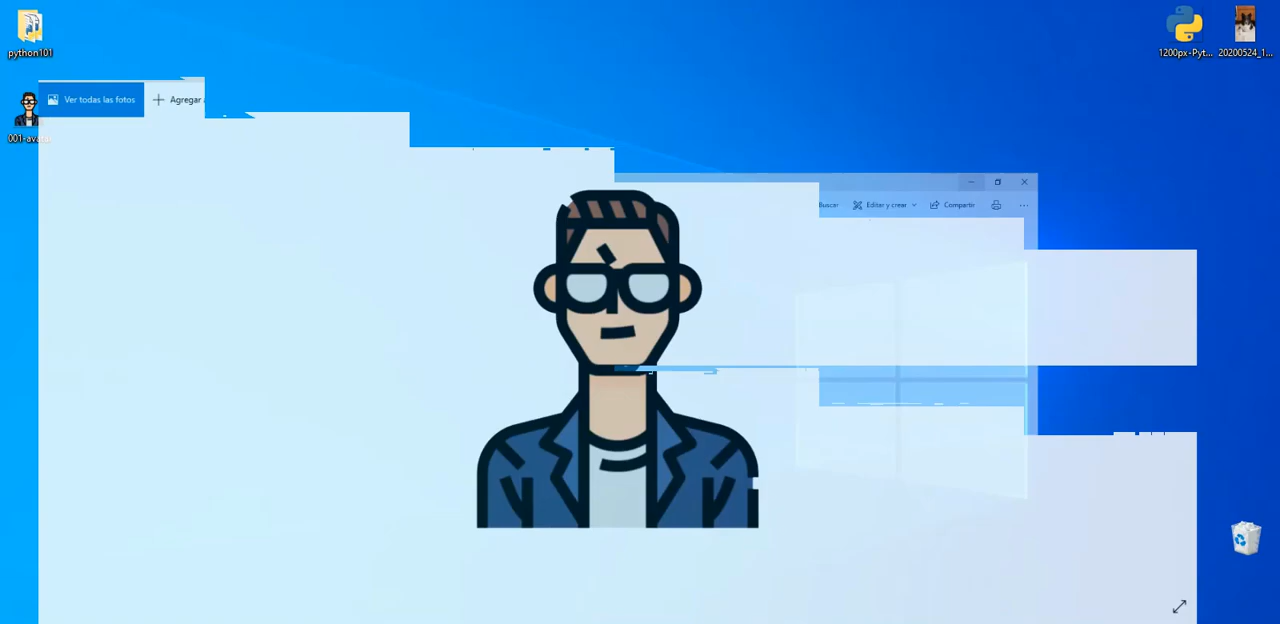 python101
1200px-Pyt...
20200524_1...
Ver todas las fotos
Agregar
001-avatar
Buscar
Editar y crear
Compartir